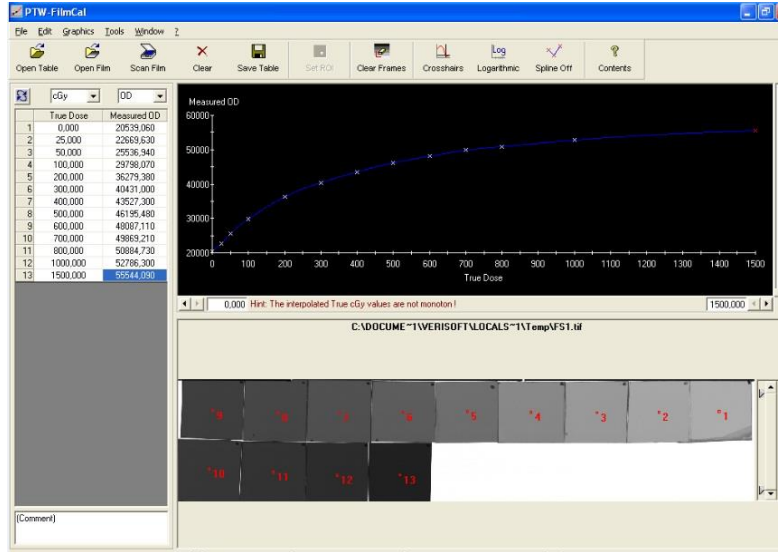 PTW-FilmCal
File Edit Graphics Tools Window ?
Open Table Open Film Scan Film Clear Save Table Set ROI Clear Frames Crosshairs Logarithmic Spline Off Contents
Log
cGy OD
True Dose Measured OD
1 0,000 20539,060
2 25,000 22669,630
3 50,000 25536,940
4 100,000 29798,070
5 200,000 36279,380
6 300,000 40431,000
7 400,000 43527,300
8 500,000 46195,480
9 600,000 48087,110
10 700,000 49869,210
11 800,000 50884,730
12 1000,000 52786,300
13 1500,000 55544,090
(Comment)
Measured OD
60000
50000
40000
30000
20000
0 100 200 300 400 500 600 700 800 900 1000 1100 1200 1300 1400 1500
True Dose
0,000 Hint: The interpolated True cGy values are not monoton ! 1500,000
C:\DOCUME~1\VERISOFT\LOCALS~1\Temp\FS1.tif
9 8 7 6 5 4 3 2 1
10 11 12 13